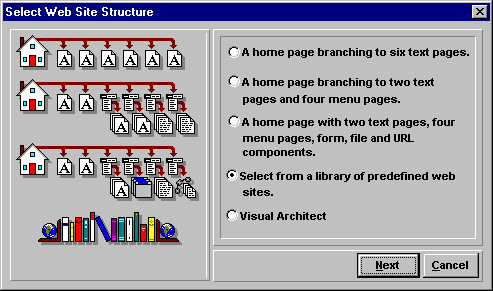 Select Web Site Structure
A home page branching to six text pages.
A home page branching to two text
pages and four menu pages.
A home page with two text pages, four
menu pages, form, file and URL
components.
Select from a library of predefined web
sites.
Visual Architect
A A A A A A
A A
A A
A A
A
Next Cancel